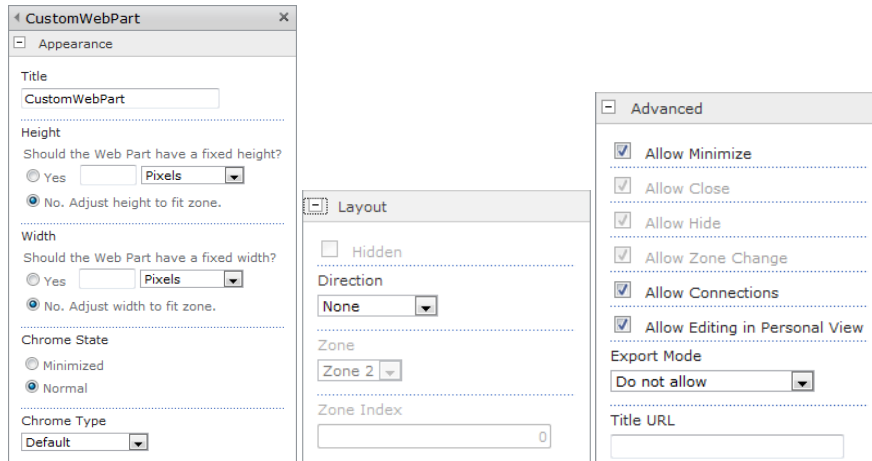 CustomWebPart
Appearance
Title
CustomWebPart
Height
Should the Web Part have a fixed height?
Yes Pixels
No. Adjust height to fit zone.
Width
Should the Web Part have a fixed width?
Yes Pixels
No. Adjust width to fit zone.
Chrome State
Minimized
Normal
Chrome Type
Default
Layout
Hidden
Direction
None
Zone
Zone 2
Zone Index
0
Advanced
Allow Minimize
Allow Close
Allow Hide
Allow Zone Change
Allow Connections
Allow Editing in Personal View
Export Mode
Do not allow
Title URL